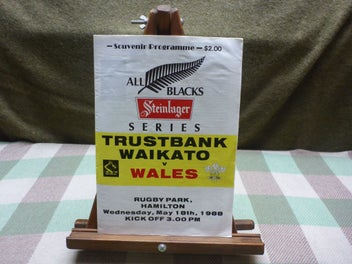 — Souvenir Programme — $2.00
ALL
BLACKS
Steinlager
SERIES
TRUSTBANK
WAIKATO
v
WALES
RUGBY PARK,
HAMILTON
Wednesday, May 18th, 1988
KICK OFF 3.00 PM